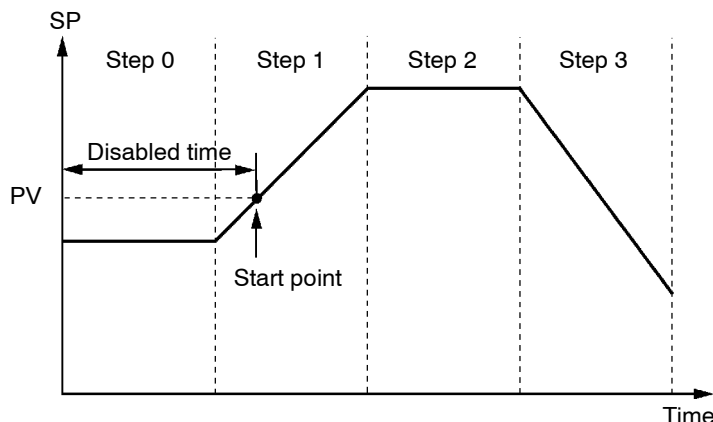 SP
Step 0 Step 1 Step 2 Step 3
Disabled time
PV
Start point
Time